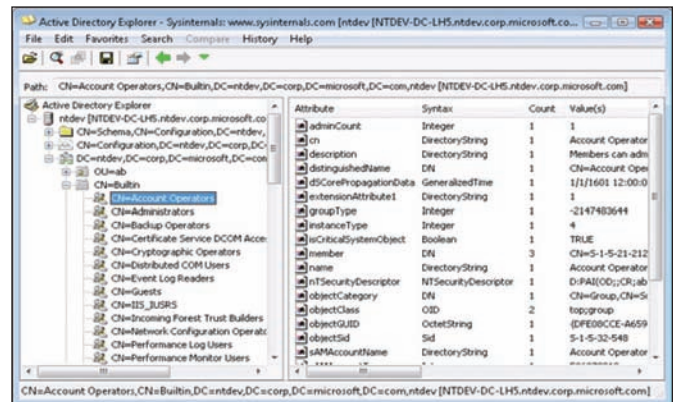 Active Directory Explorer - Sysinternals: www.sysinternals.com [ntdev [NTDEV-DC-LH5.ntdev.corp.microsoft.co...
File Edit Favorites Search Compare History Help
Path: CN=Account Operators,CN=Builtin,DC=ntdev,DC=corp,DC=microsoft,DC=com,ntdev [NTDEV-DC-LH5.ntdev.corp.microsoft.com]
Active Directory Explorer
ntdev [NTDEV-DC-LH5.ntdev.corp.microsoft.co
CN=Schema,CN=Configuration,DC=ntdev,
CN=Configuration,DC=ntdev,DC=corp,DC=
DC=ntdev,DC=corp,DC=microsoft,DC=com
OU=ab
CN=Builtin
CN=Account Operators
CN=Administrators
CN=Backup Operators
CN=Certificate Service DCOM Acce
CN=Cryptographic Operators
CN=Distributed COM Users
CN=Event Log Readers
CN=Guests
CN=IIS_IUSRS
CN=Incoming Forest Trust Builders
CN=Network Configuration Operato
CN=Performance Log Users
CN=Performance Monitor Users
Attribute Syntax Count Value(s)
adminCount Integer 1 1
cn DirectoryString 1 Account Operator
description DirectoryString 1 Members can adm
distinguishedName DN 1 CN=Account Oper
dSCorePropagationData GeneralizedTime 1 1/1/1601 12:00:0
extensionAttribute1 DirectoryString 1 1
groupType Integer 1 -2147483644
instanceType Integer 1 4
isCriticalSystemObject Boolean 1 TRUE
member DN 3 CN=S-1-5-21-212
name DirectoryString 1 Account Operator
nTSecurityDescriptor NTSecurityDescriptor 1 D:PAI(OD;;CR;ab
objectCategory DN 1 CN=Group,CN=Sc
objectClass OID 2 top;group
objectGUID OctetString 1 {DFE08CCE-A659
objectSid Sid 1 S-1-5-32-548
sAMAccountName DirectoryString 1 Account Operator
CN=Account Operators,CN=Builtin,DC=ntdev,DC=corp,DC=microsoft,DC=com,ntdev [NTDEV-DC-LH5.ntdev.corp.microsoft.com]